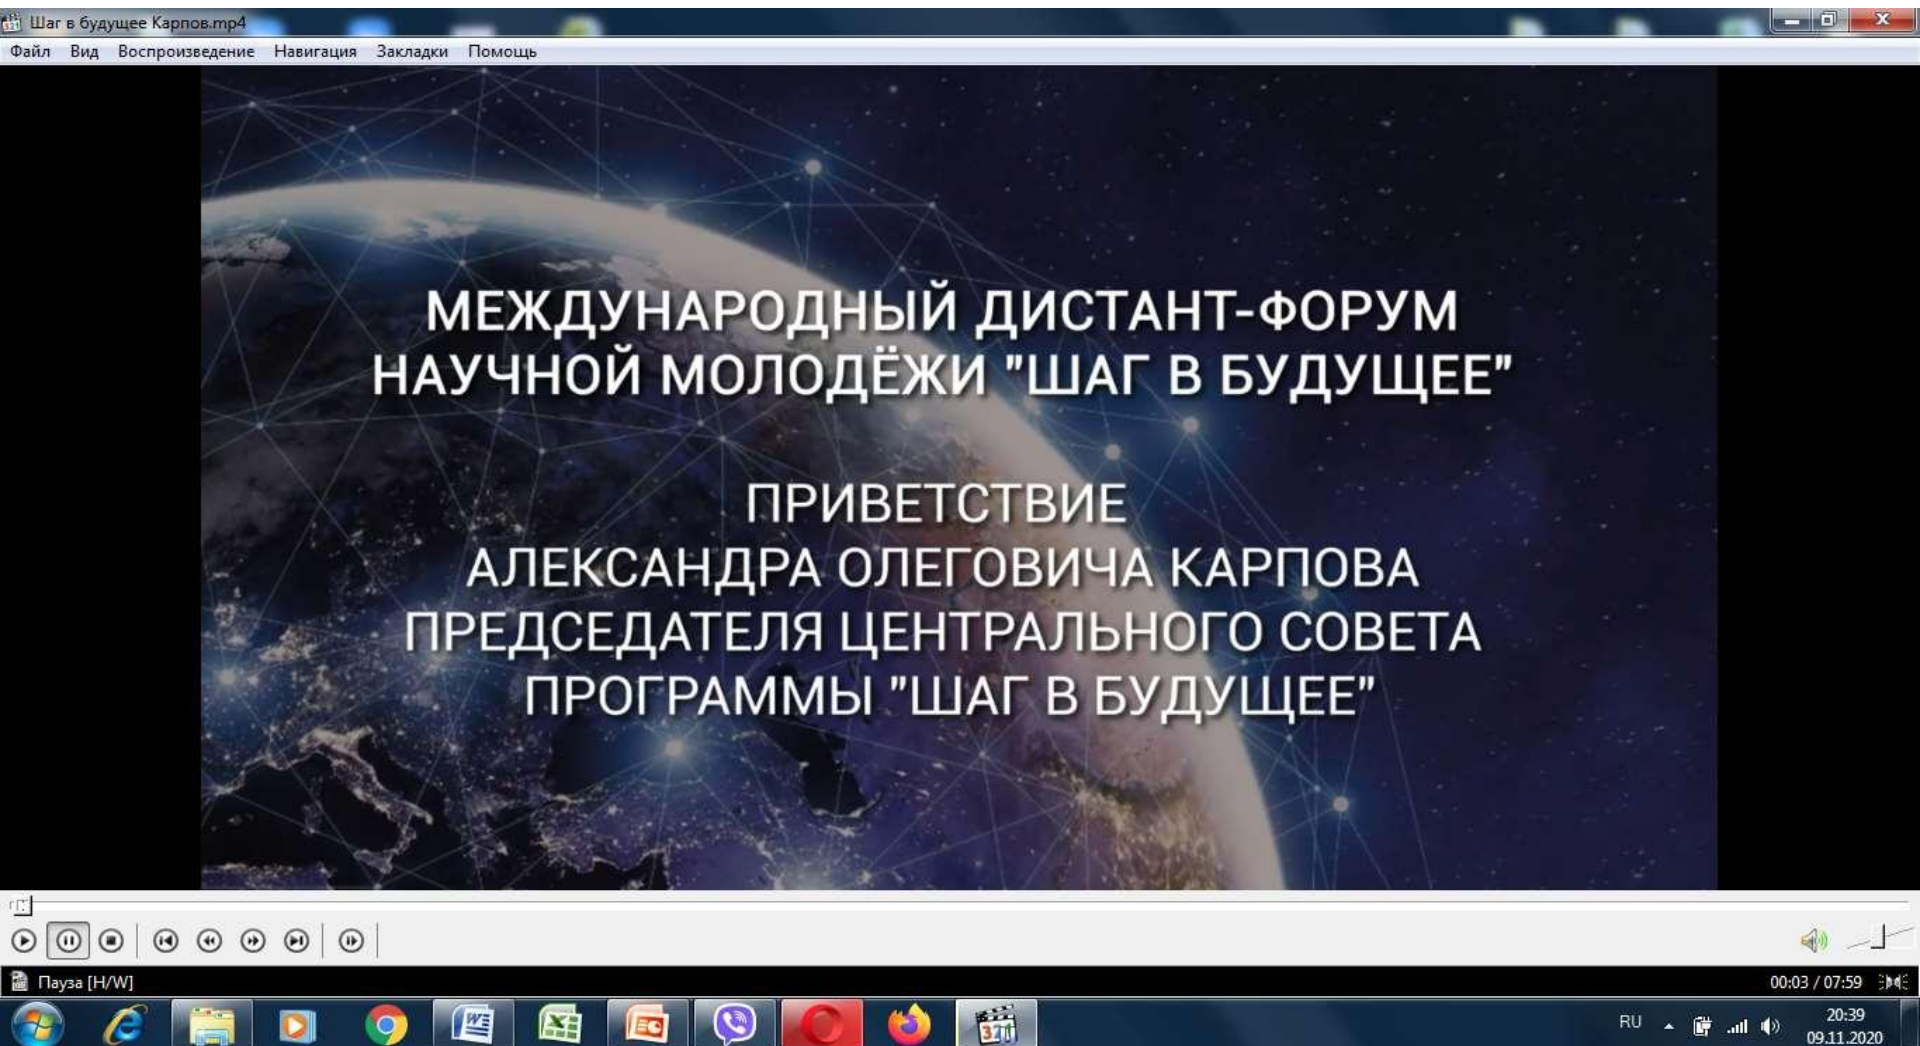 Шаг в будущее Карпов.mp4
Файл Вид Воспроизведение Навигация Закладки Помощь
МЕЖДУНАРОДНЫЙ ДИСТАНТ-ФОРУМ
НАУЧНОЙ МОЛОДЁЖИ "ШАГ В БУДУЩЕЕ"
ПРИВЕТСТВИЕ
АЛЕКСАНДРА ОЛЕГОВИЧА КАРПОВА
ПРЕДСЕДАТЕЛЯ ЦЕНТРАЛЬНОГО СОВЕТА
ПРОГРАММЫ "ШАГ В БУДУЩЕЕ"
Пауза [H/W]
00:03 / 07:59
321
RU
20:39
09.11.2020